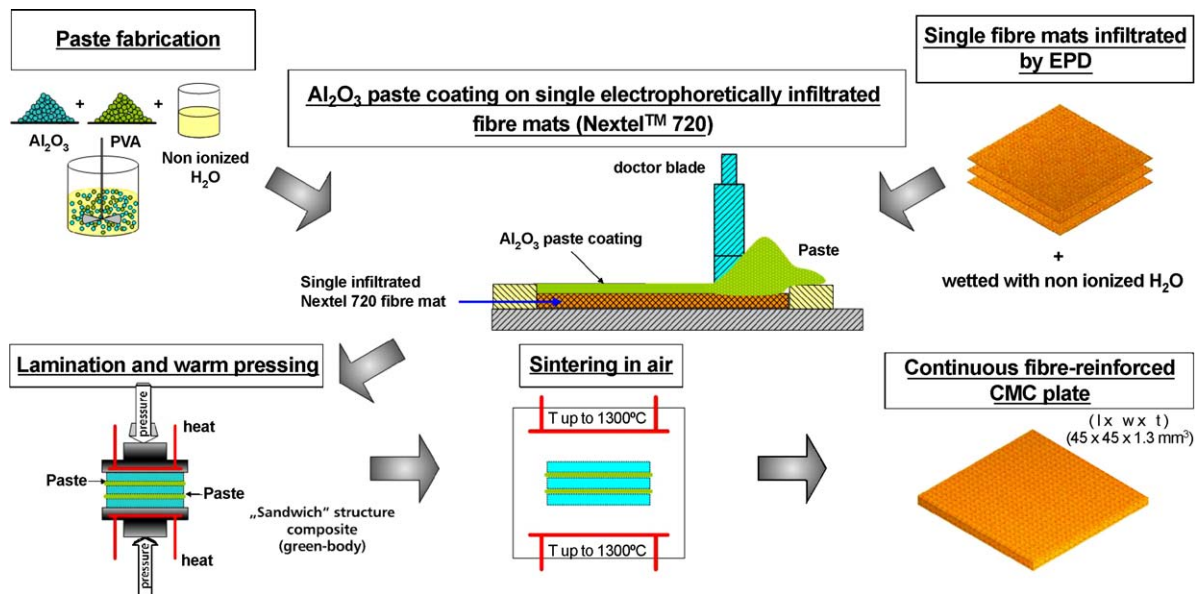 Paste fabrication
+ +
Al₂O₃ PVA Non ionized
H₂O
Single fibre mats infiltrated
by EPD
+
wetted with non ionized H₂O
Al₂O₃ paste coating on single electrophoretically infiltrated
fibre mats (Nextel™ 720)
doctor blade
Al₂O₃ paste coating
Paste
Single infiltrated
Nextel 720 fibre mat
Lamination and warm pressing
pressure
heat
Paste
Paste
heat
pressure
„Sandwich“ structure
composite
(green-body)
Sintering in air
T up to 1300ºC
T up to 1300ºC
Continuous fibre-reinforced
CMC plate
( l x w x t )
(45 x 45 x 1.3 mm³)